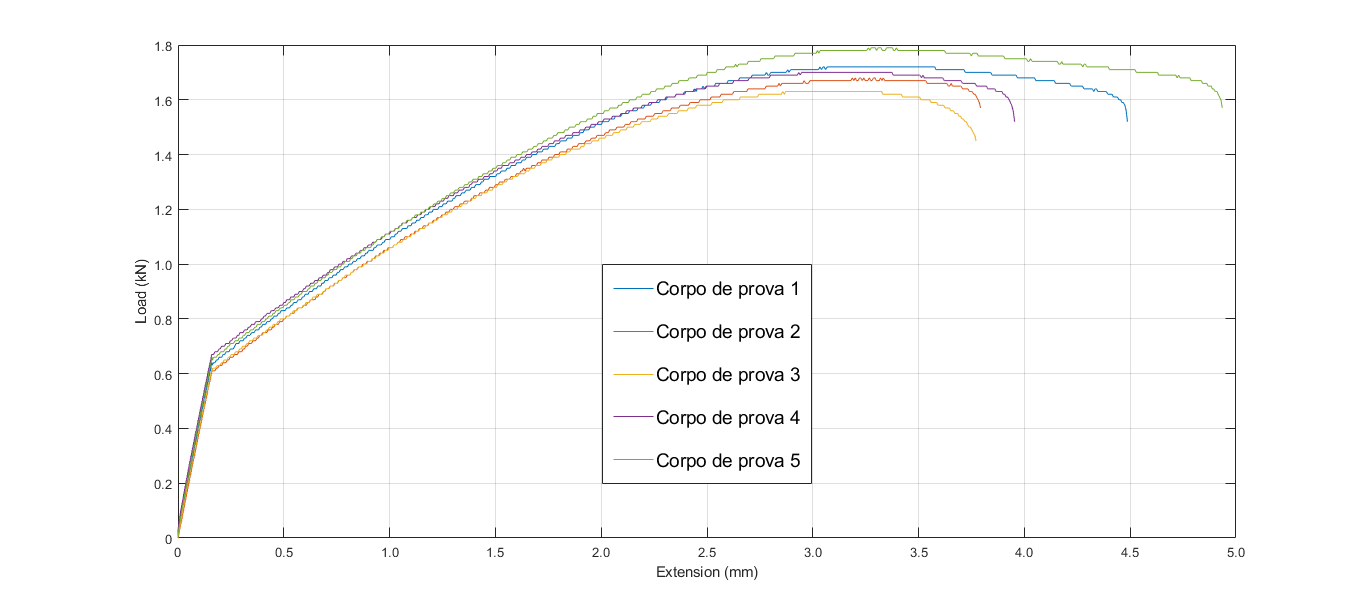 1.8
1.6
1.4
1.2
1.0
0.8
0.6
0.4
0.2
0
Load (kN)
Corpo de prova 1
Corpo de prova 2
Corpo de prova 3
Corpo de prova 4
Corpo de prova 5
0 0.5 1.0 1.5 2.0 2.5 3.0 3.5 4.0 4.5 5.0
Extension (mm)